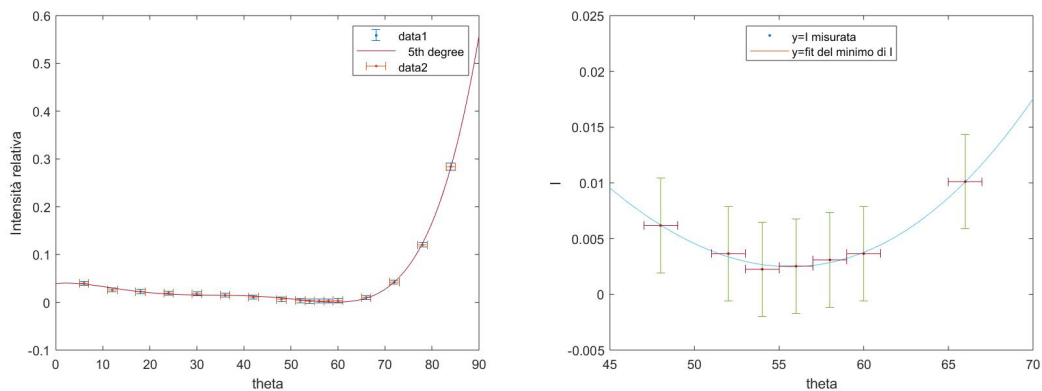 0.6
0.5
0.4
0.3
0.2
0.1
0
-0.1
Intensità relativa
0 10 20 30 40 50 60 70 80 90
theta
data1
5th degree
data2
0.025
0.02
0.015
0.01
0.005
0
-0.005
I
45 50 55 60 65 70
theta
y=I misurata
y=fit del minimo di I